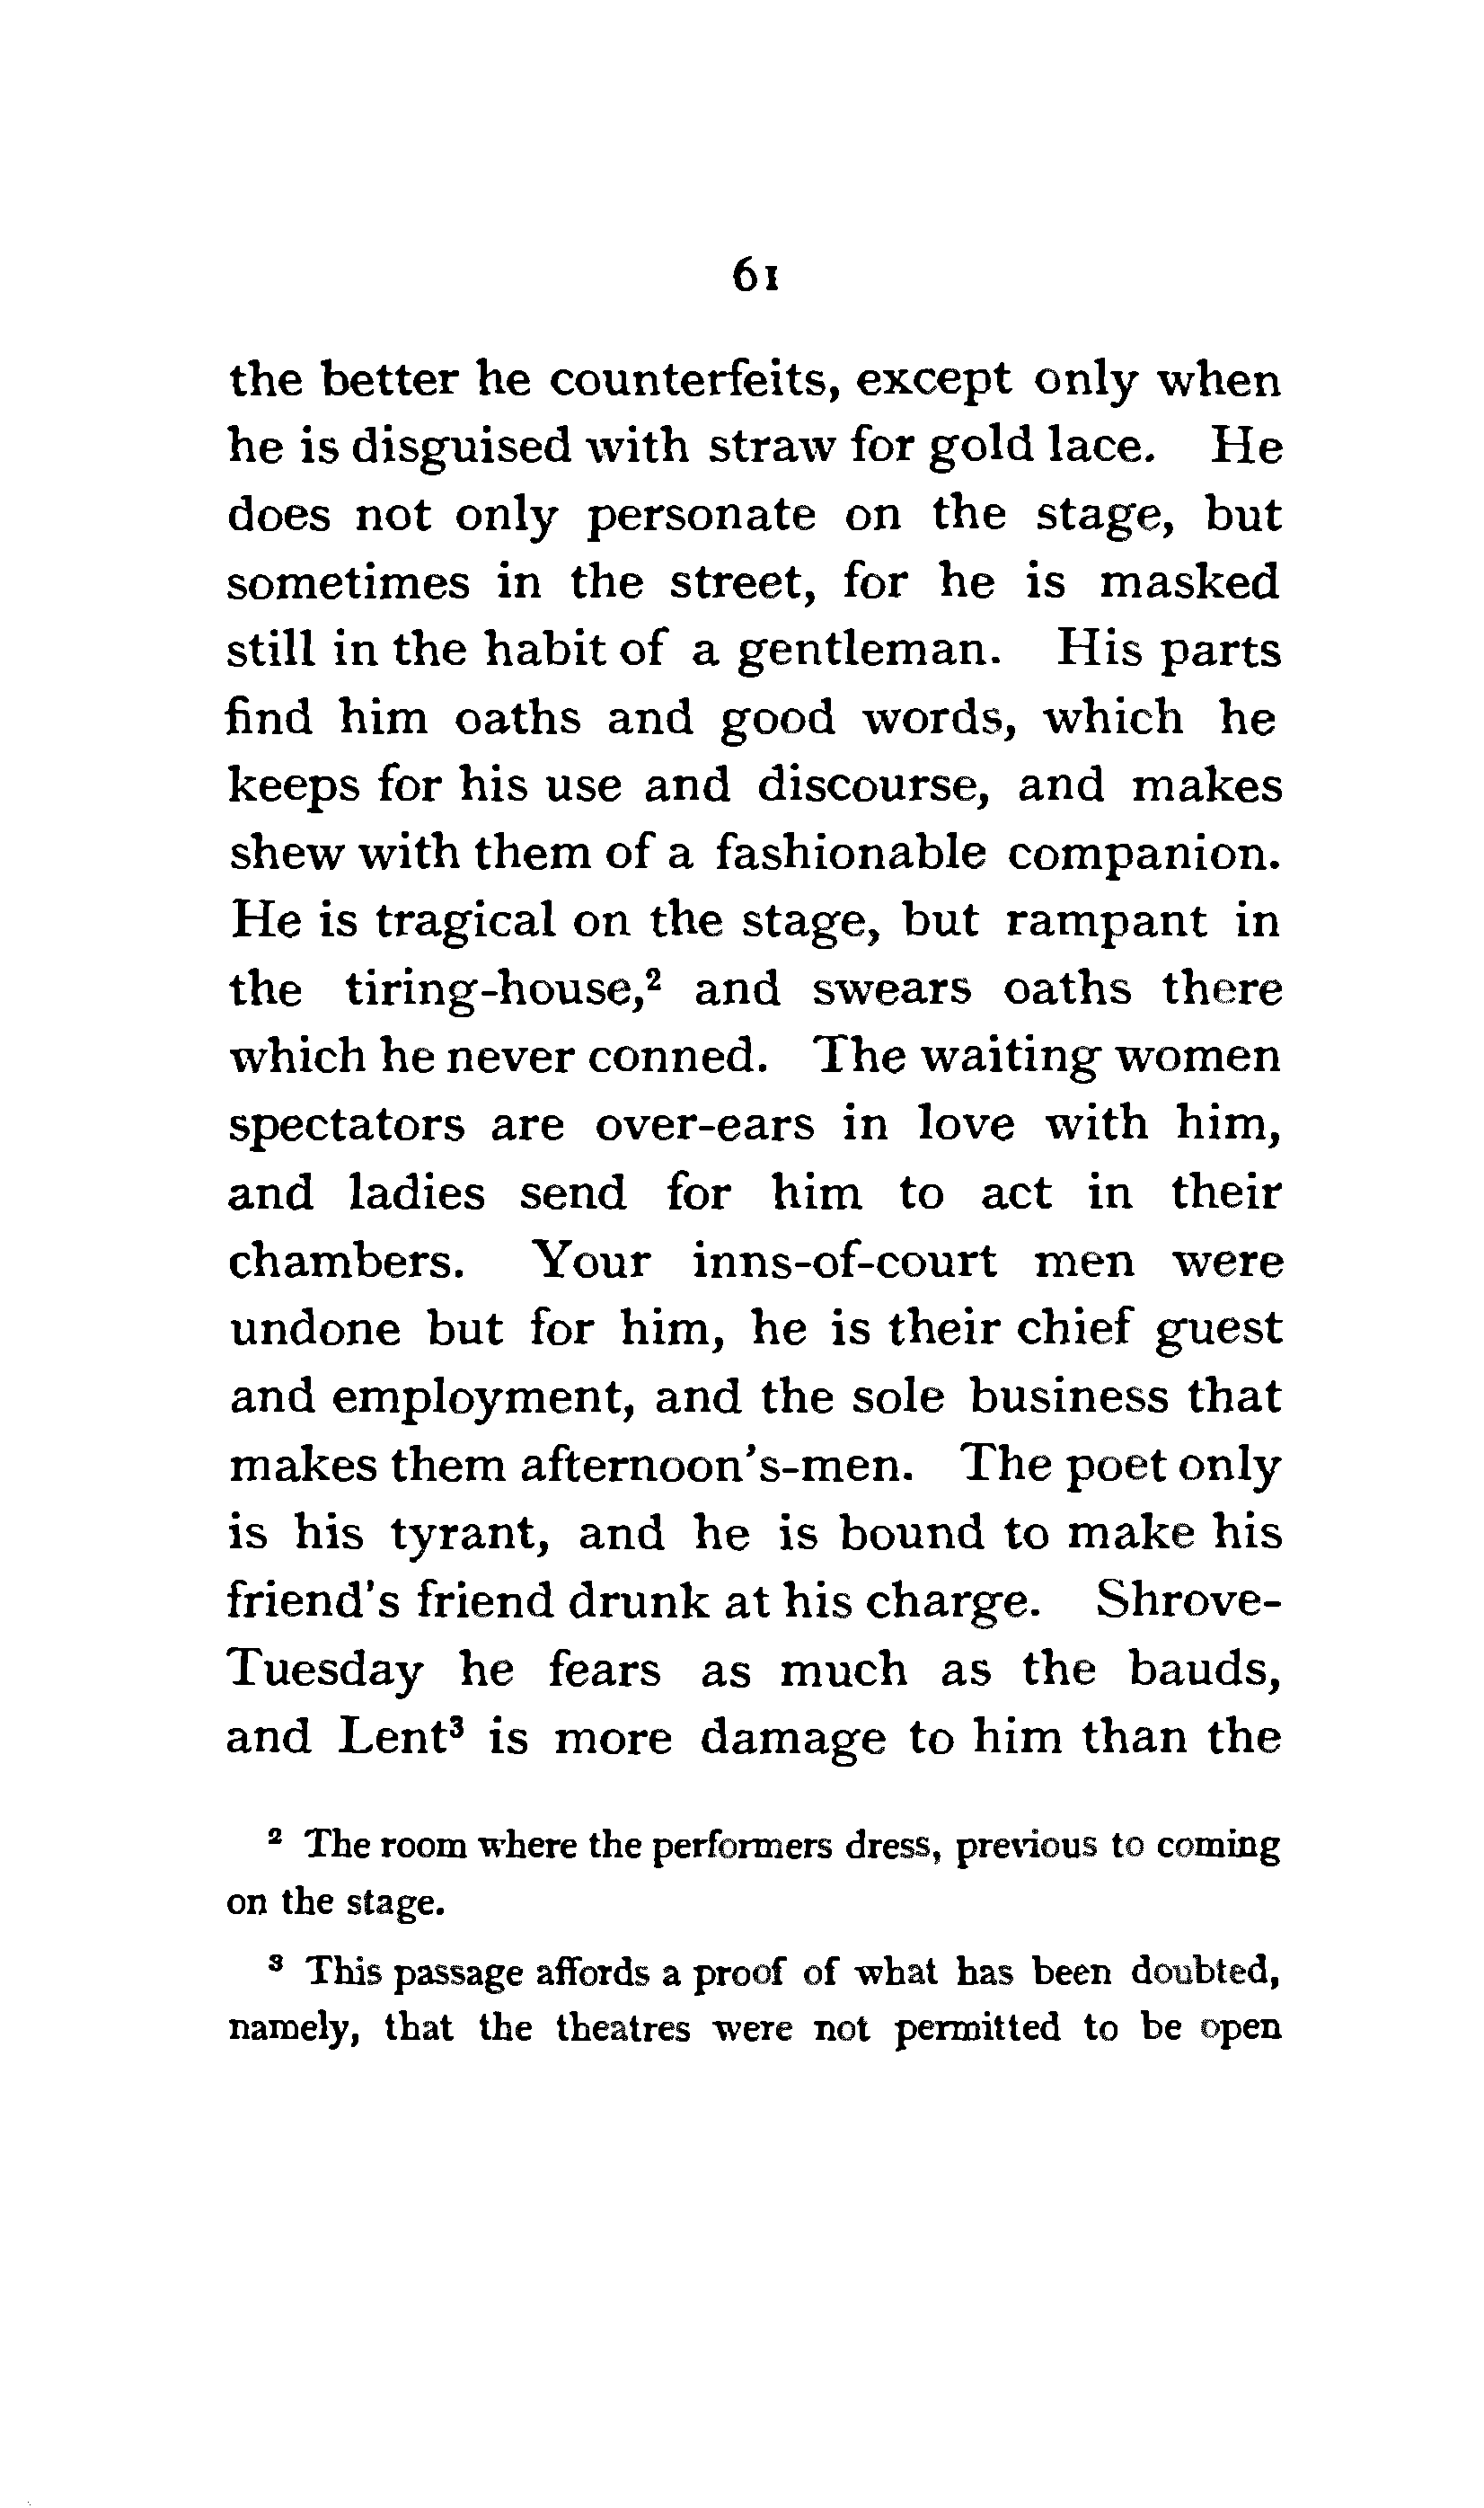 61
the better he counterfeits, except only when
he is disguised with straw for gold lace. He
does not only personate on the stage, but
sometimes in the street, for he is masked
still in the habit of a gentleman. His parts
find him oaths and good words, which he
keeps for his use and discourse, and makes
shew with them of a fashionable companion.
He is tragical on the stage, but rampant in
the tiring-house,² and swears oaths there
which he never conned. The waiting women
spectators are over-ears in love with him,
and ladies send for him to act in their
chambers. Your inns-of-court men were
undone but for him, he is their chief guest
and employment, and the sole business that
makes them afternoon's-men. The poet only
is his tyrant, and he is bound to make his
friend's friend drunk at his charge. Shrove-
Tuesday he fears as much as the bauds,
and Lent³ is more damage to him than the
² The room where the performers dress, previous to coming
on the stage.
³ This passage affords a proof of what has been doubted,
namely, that the theatres were not permitted to be open